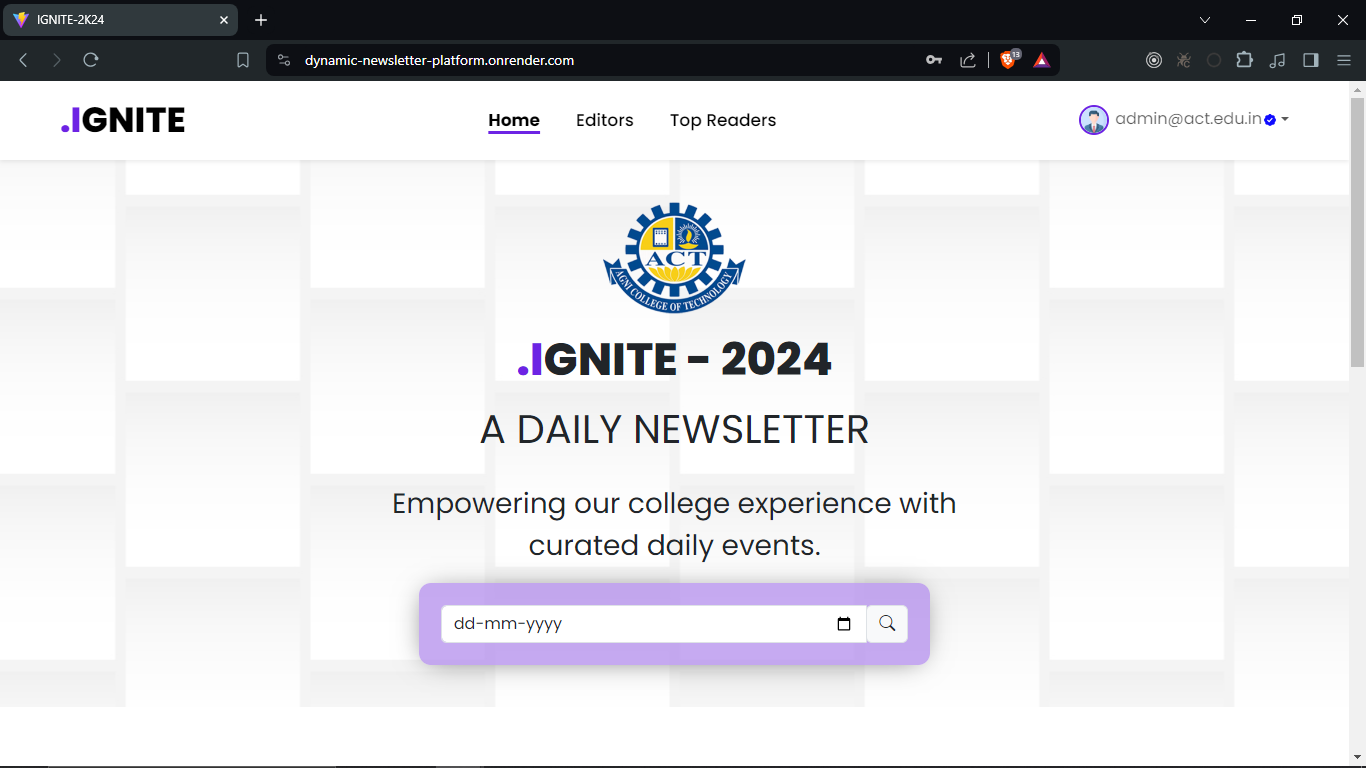 IGNITE-2K24
dynamic-newsletter-platform.onrender.com
13
.IGNITE
Home
Editors
Top Readers
admin@act.edu.in
ACT
AGNI COLLEGE OF TECHNOLOGY
.IGNITE - 2024
A DAILY NEWSLETTER
Empowering our college experience with
curated daily events.
dd-mm-yyyy